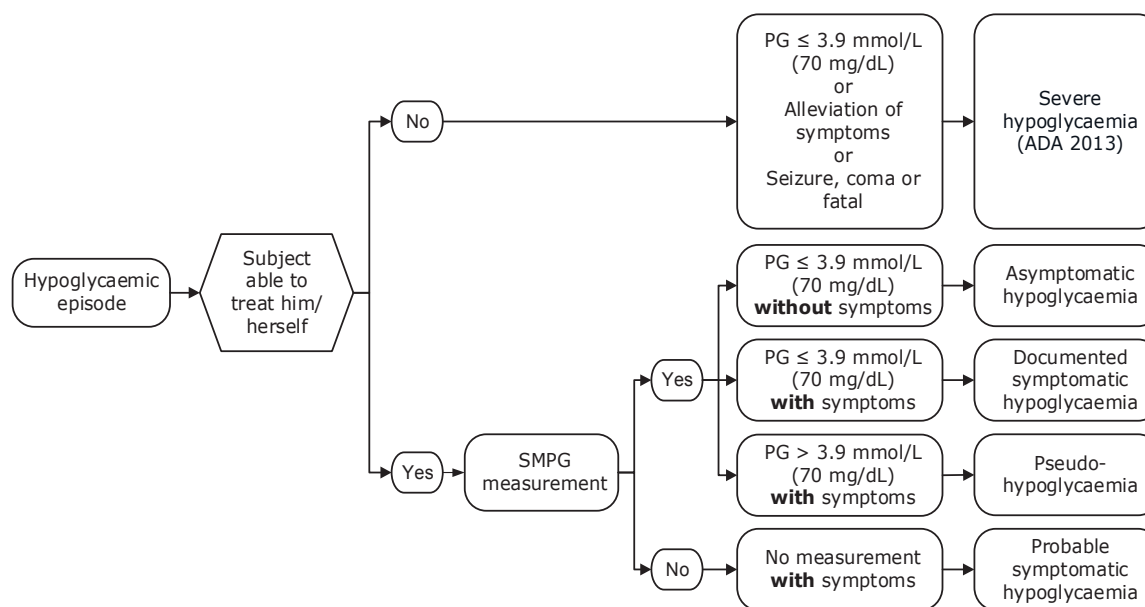 Hypoglycaemic
episode
Subject
able to
treat him/
herself
No
PG ≤ 3.9 mmol/L
(70 mg/dL)
or
Alleviation of
symptoms
or
Seizure, coma or
fatal
Severe
hypoglycaemia
(ADA 2013)
Yes
SMPG
measurement
Yes
PG ≤ 3.9 mmol/L
(70 mg/dL)
without symptoms
Asymptomatic
hypoglycaemia
PG ≤ 3.9 mmol/L
(70 mg/dL)
with symptoms
Documented
symptomatic
hypoglycaemia
PG > 3.9 mmol/L
(70 mg/dL)
with symptoms
Pseudo-
hypoglycaemia
No
No measurement
with symptoms
Probable
symptomatic
hypoglycaemia